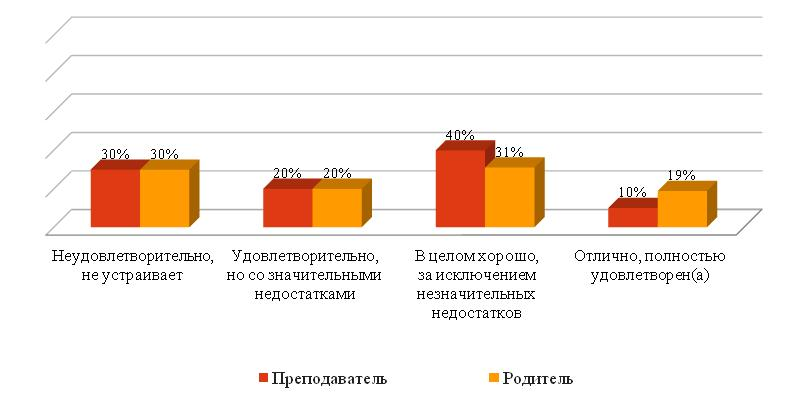 30% 30%
20% 20%
40%
31%
10%
19%
Неудовлетворительно,
не устраивает
Удовлетворительно,
но со значительными
недостатками
В целом хорошо,
за исключением
незначительных
недостатков
Отлично, полностью
удовлетворен(а)
Преподаватель
Родитель